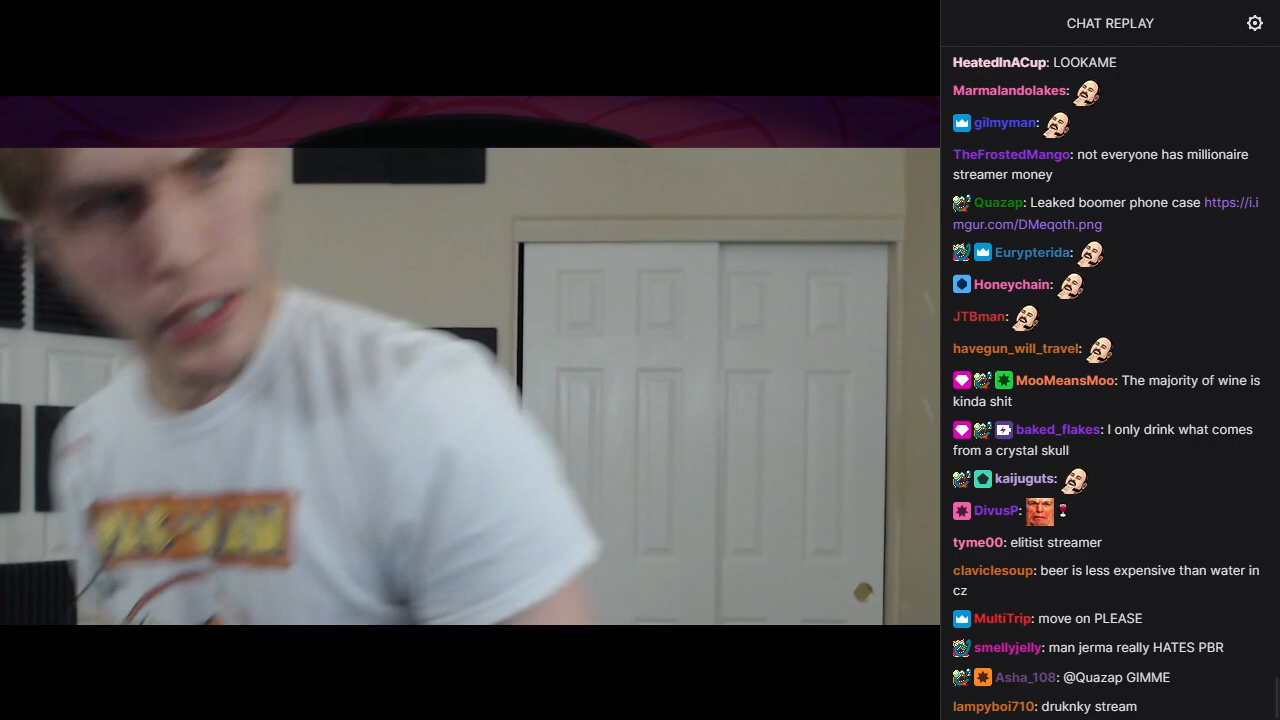 CHAT REPLAY
HeatedInACup: LOOKAME
Marmalandolakes:
gilmyman:
TheFrostedMango: not everyone has millionaire
streamer money
Quazap: Leaked boomer phone case https://i.i
mgur.com/DMeqoth.png
Eurypterida:
Honeychain:
JTBman:
havegun_will_travel:
MooMeansMoo: The majority of wine is
kinda shit
baked_flakes: I only drink what comes
from a crystal skull
kaijuguts:
DivusP:
tyme00: elitist streamer
claviclesoup: beer is less expensive than water in
cz
MultiTrip: move on PLEASE
smellyjelly: man jerma really HATES PBR
Asha_108: @Quazap GIMME
lampyboi710: druknky stream